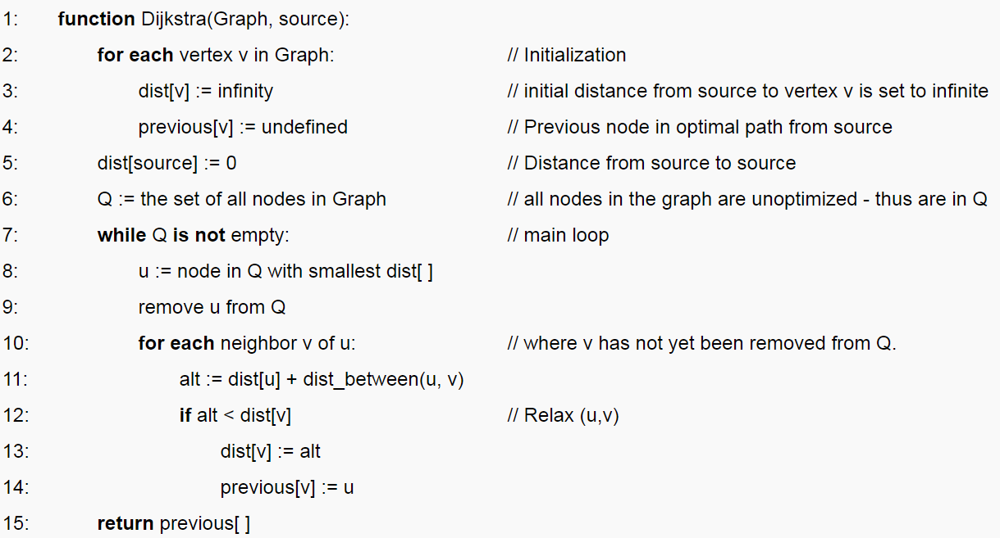 1: function Dijkstra(Graph, source):
2: for each vertex v in Graph: // Initialization
3: dist[v] := infinity // initial distance from source to vertex v is set to infinite
4: previous[v] := undefined // Previous node in optimal path from source
5: dist[source] := 0 // Distance from source to source
6: Q := the set of all nodes in Graph // all nodes in the graph are unoptimized - thus are in Q
7: while Q is not empty: // main loop
8: u := node in Q with smallest dist[ ]
9: remove u from Q
10: for each neighbor v of u: // where v has not yet been removed from Q.
11: alt := dist[u] + dist_between(u, v)
12: if alt < dist[v] // Relax (u,v)
13: dist[v] := alt
14: previous[v] := u
15: return previous[ ]